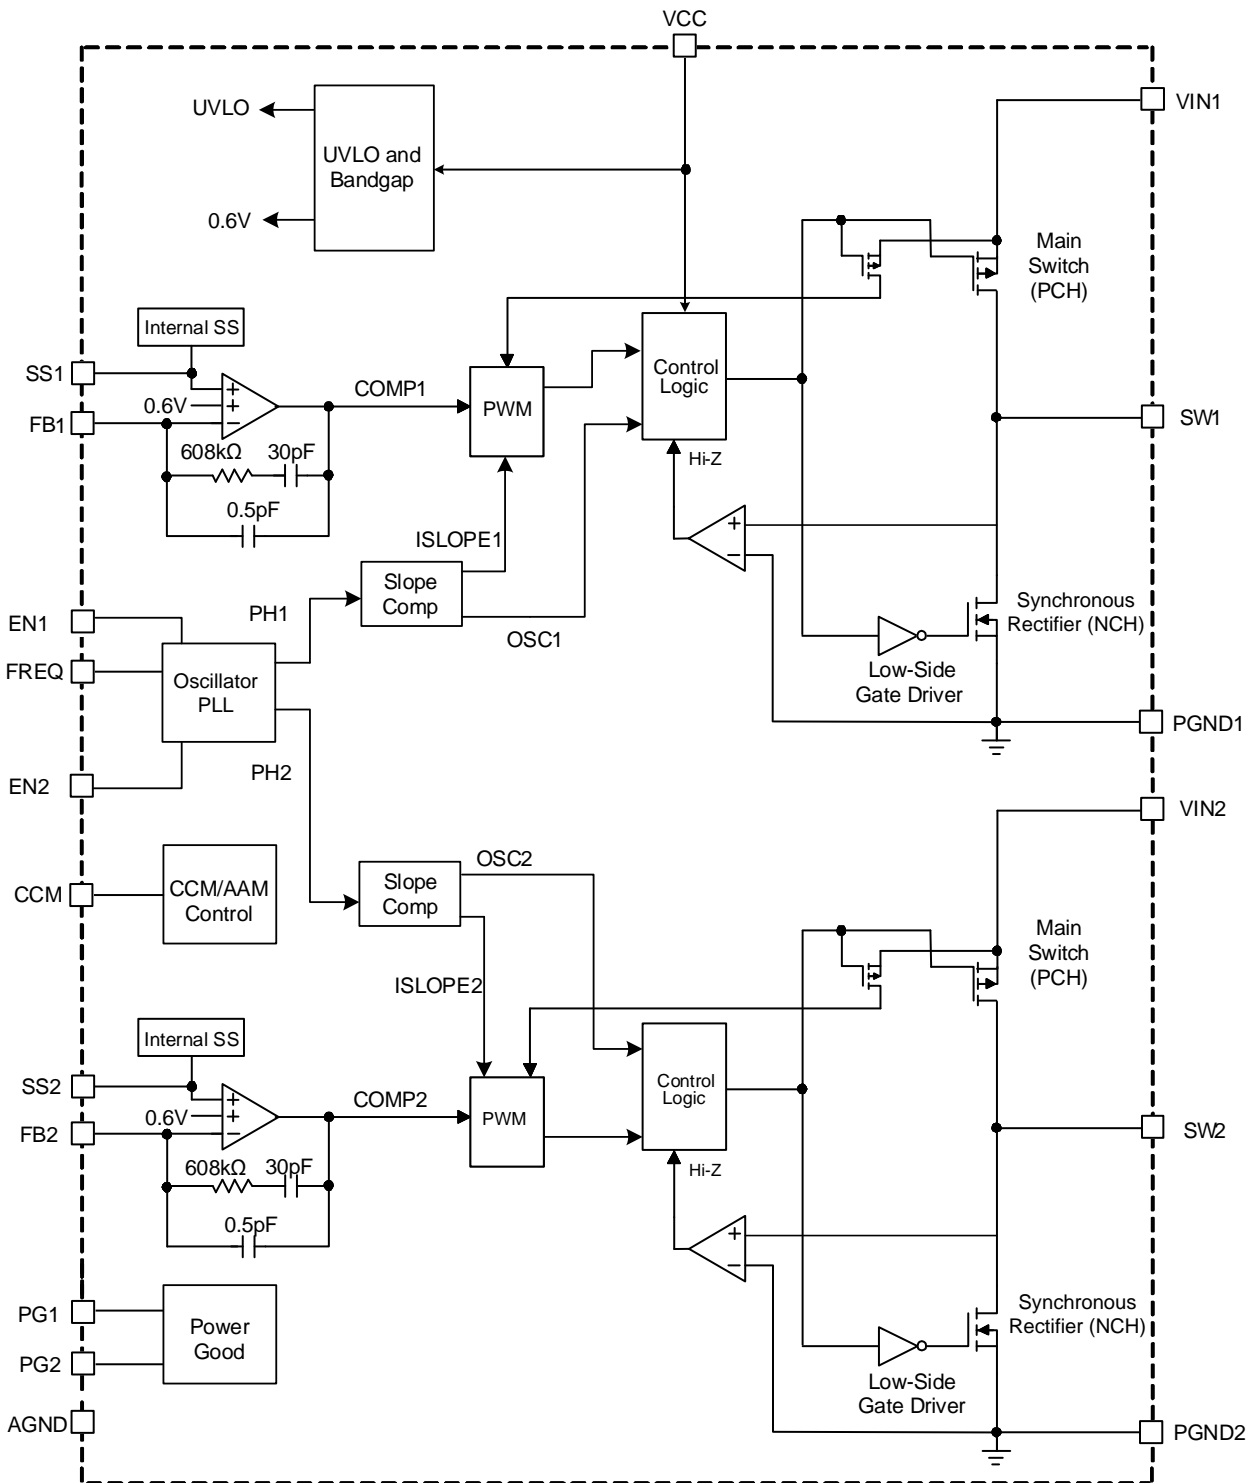 VCC
UVLO
UVLO and
Bandgap
0.6V
VIN1
Main
Switch
(PCH)
Internal SS
SS1
0.6V
FB1
COMP1
PWM
Control
Logic
SW1
608kΩ
30pF
0.5pF
Hi-Z
ISLOPE1
Slope
Comp
PH1
OSC1
EN1
FREQ
Oscillator
PLL
EN2
PH2
Synchronous
Rectifier (NCH)
Low-Side
Gate Driver
PGND1
VIN2
CCM
CCM/AAM
Control
Slope
Comp
OSC2
ISLOPE2
Main
Switch
(PCH)
Internal SS
SS2
0.6V
FB2
COMP2
PWM
Control
Logic
SW2
608kΩ
30pF
0.5pF
Hi-Z
PG1
PG2
Power
Good
AGND
Synchronous
Rectifier (NCH)
Low-Side
Gate Driver
PGND2